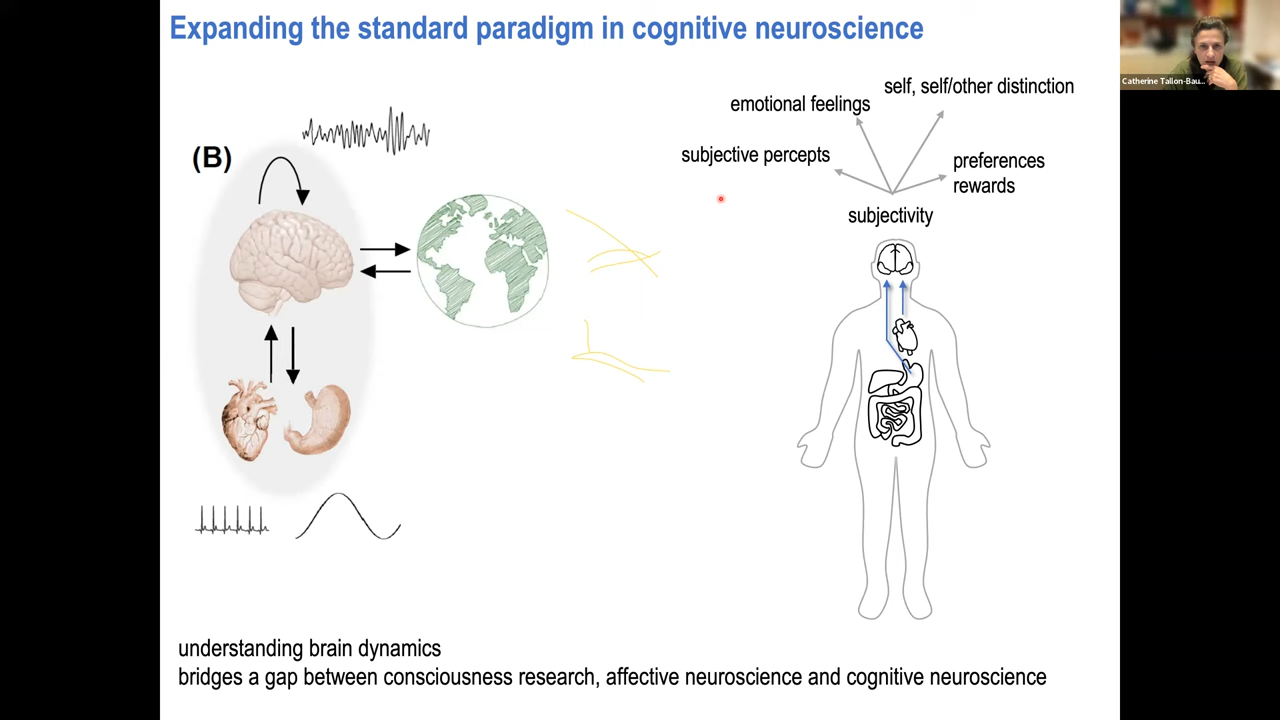 Expanding the standard paradigm in cognitive neuroscience
Catherine Tallon-Bau...
(B)
self, self/other distinction
emotional feelings
subjective percepts
preferences
rewards
subjectivity
understanding brain dynamics
bridges a gap between consciousness research, affective neuroscience and cognitive neuroscience